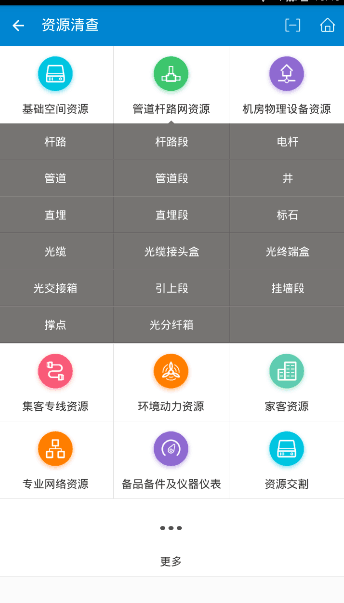 资源清查
基础空间资源 管道杆路网资源 机房物理设备资源
杆路 杆路段 电杆
管道 管道段 井
直埋 直埋段 标石
光缆 光缆接头盒 光终端盒
光交接箱 引上段 挂墙段
撑点 光分纤箱
集客专线资源 环境动力资源 家客资源
专业网络资源 备品备件及仪器仪表 资源交割
更多